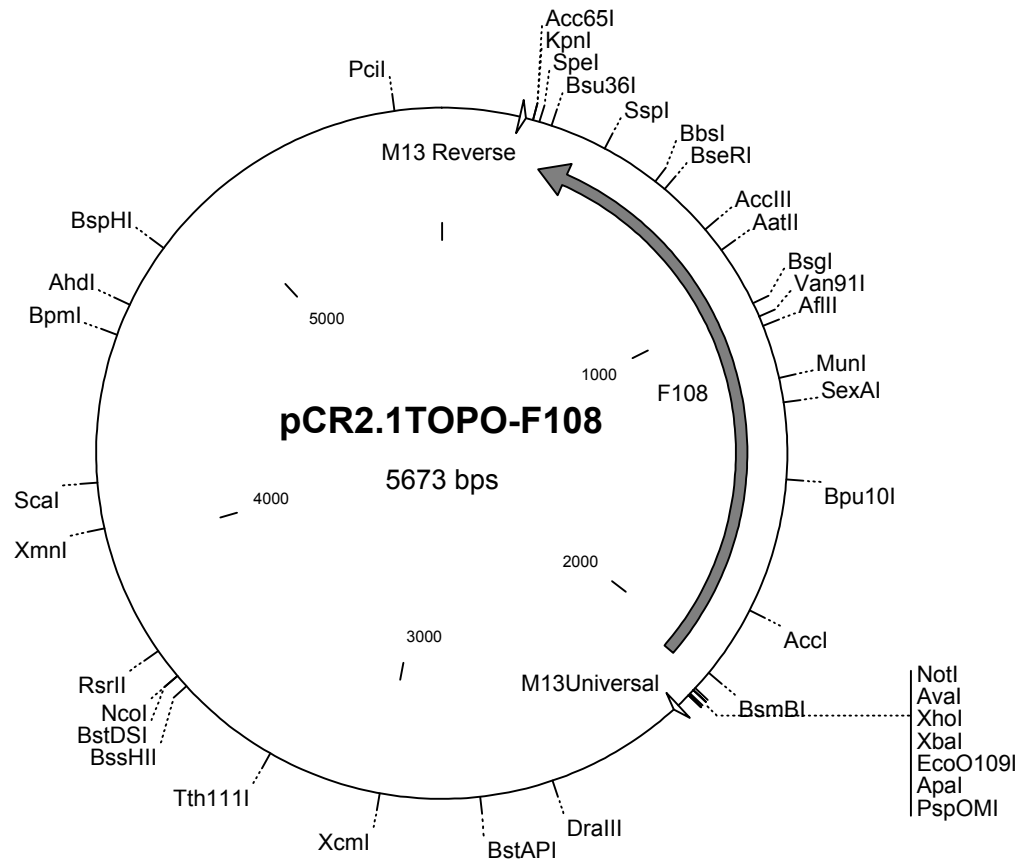 Acc65I
KpnI
SpeI
Bsu36I
SspI
BbsI
BseRI
AccIII
AatII
BsgI
Van91I
AflII
MunI
SexAI
Bpu10I
AccI
BsmBI
NotI
AvaI
XhoI
XbaI
EcoO109I
ApaI
PspOMI
DraIII
BstAPI
XcmI
Tth111I
BssHII
BstDSI
NcoI
RsrII
XmnI
ScaI
BpmI
AhdI
BspHI
PciI
M13 Reverse
F108
M13Universal
1000
2000
3000
4000
5000
pCR2.1TOPO-F108
5673 bps